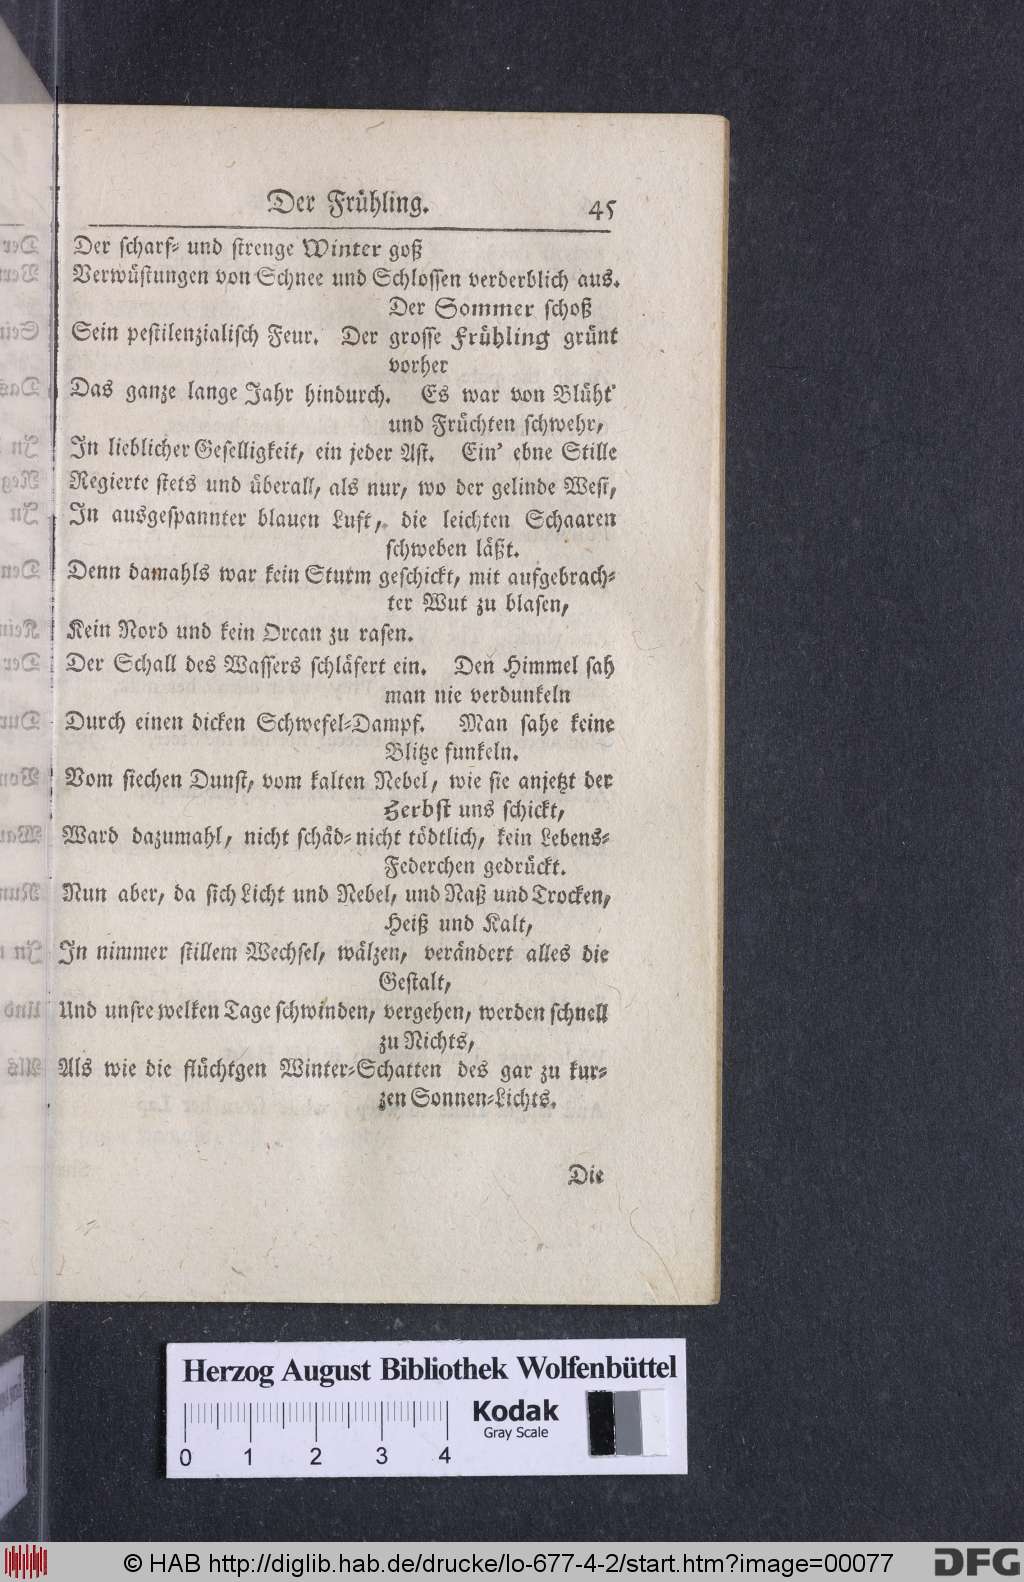 Der Frühling. 45
Der scharf- und strenge Winter goß
Verwüstungen von Schnee und Schlossen verderblich aus.
Der Sommer schoß
Sein pestilenzialisch Feur. Der grosse Frühling grünt
vorher
Das ganze lange Jahr hindurch. Es war von Blüht'
und Früchten schwehr,
In lieblicher Geselligkeit, ein jeder Ast. Ein' ebne Stille
Regierte stets und überall, als nur, wo der gelinde West,
In ausgespannter blauen Luft, die leichten Schaaren
schweben läßt.
Denn damahls war kein Sturm geschickt, mit aufgebrach-
ter Wut zu blasen,
Kein Nord und kein Orcan zu rasen.
Der Schall des Wassers schläfert ein. Den Himmel sah
man nie verdunkeln
Durch einen dicken Schwefel-Dampf. Man sahe keine
Blitze funkeln.
Vom siechen Dunst, vom kalten Nebel, wie sie anjetzt der
Herbst uns schickt,
Ward dazumahl, nicht schäd- nicht tödtlich, kein Lebens-
Federchen gedrückt.
Nun aber, da sich Licht und Nebel, und Naß und Trocken,
Heiß und Kalt,
In nimmer stillem Wechsel, wälzen, verändert alles die
Gestalt,
Und unsre welken Tage schwinden, vergehen, werden schnell
zu Nichts,
Als wie die flüchtgen Winter-Schatten des gar zu kur-
zen Sonnen-Lichts.
Die
Herzog August Bibliothek Wolfenbüttel
Kodak
Gray Scale
0 1 2 3 4
© HAB http://diglib.hab.de/drucke/lo-677-4-2/start.htm?image=00077
DFG